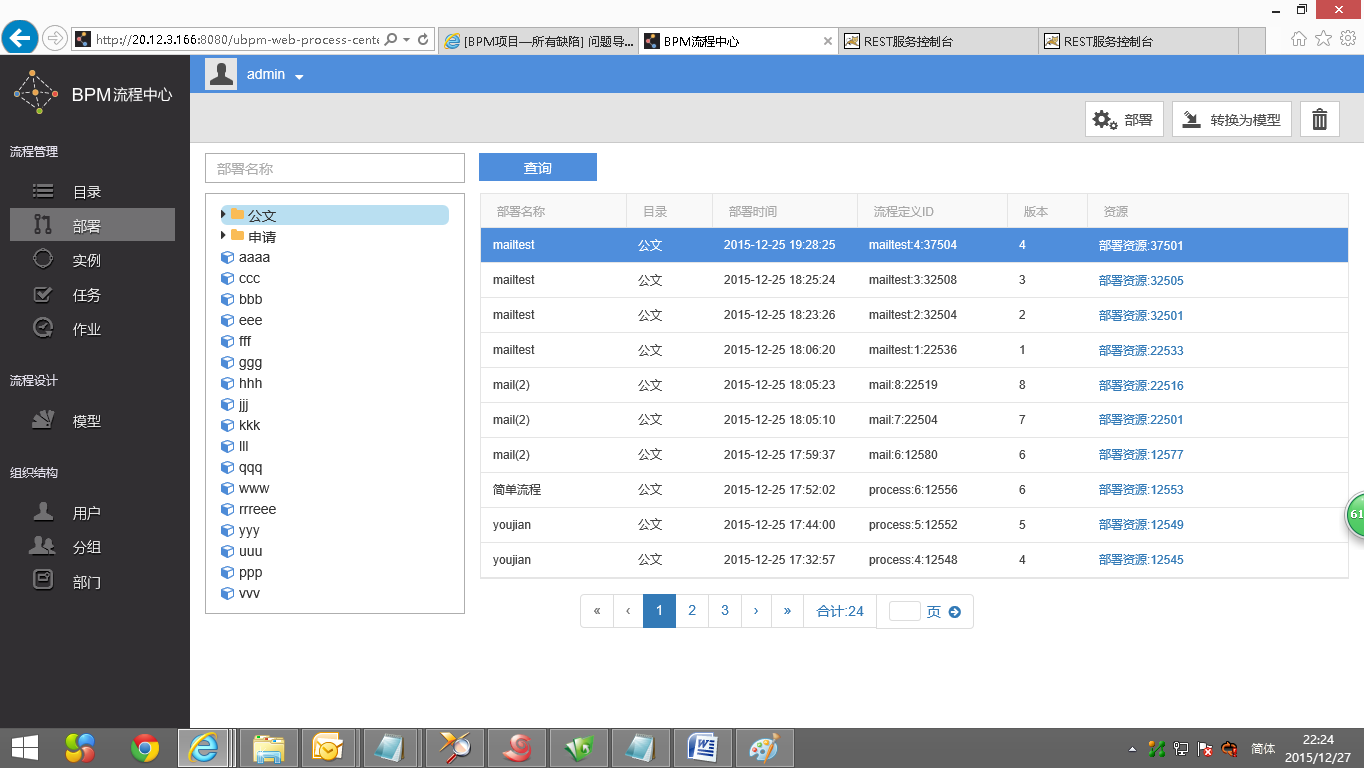 http://20.12.3.166:8080/ubpm-web-process-cente
[BPM项目—所有缺陷] 问题导...
BPM流程中心
REST服务控制台
REST服务控制台
BPM流程中心
admin
部署
转换为模型
流程管理
目录
部署
实例
任务
作业
流程设计
模型
组织结构
用户
分组
部门
部署名称
查询
公文
申请
aaaa
ccc
bbb
eee
fff
ggg
hhh
jjj
kkk
lll
qqq
www
rrreee
yyy
uuu
ppp
vvv
部署名称 目录 部署时间 流程定义ID 版本 资源
mailtest 公文 2015-12-25 19:28:25 mailtest:4:37504 4 部署资源:37501
mailtest 公文 2015-12-25 18:25:24 mailtest:3:32508 3 部署资源:32505
mailtest 公文 2015-12-25 18:23:26 mailtest:2:32504 2 部署资源:32501
mailtest 公文 2015-12-25 18:06:20 mailtest:1:22536 1 部署资源:22533
mail(2) 公文 2015-12-25 18:05:23 mail:8:22519 8 部署资源:22516
mail(2) 公文 2015-12-25 18:05:10 mail:7:22504 7 部署资源:22501
mail(2) 公文 2015-12-25 17:59:37 mail:6:12580 6 部署资源:12577
简单流程 公文 2015-12-25 17:52:02 process:6:12556 6 部署资源:12553
youjian 公文 2015-12-25 17:44:00 process:5:12552 5 部署资源:12549
youjian 公文 2015-12-25 17:32:57 process:4:12548 4 部署资源:12545
« ‹ 1 2 3 › » 合计:24 页
61
简体
22:24
2015/12/27